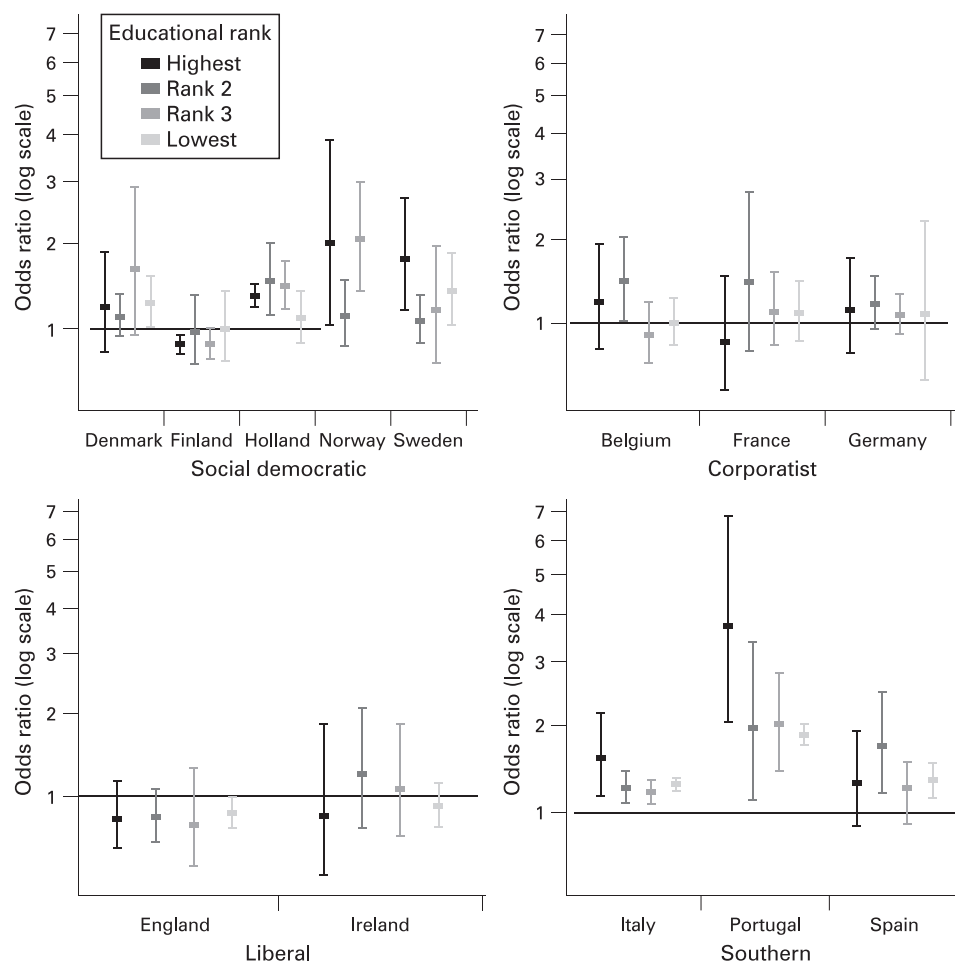 Odds ratio (log scale)
7
6
5
4
3
2
1
Educational rank
Highest
Rank 2
Rank 3
Lowest
Denmark Finland Holland Norway Sweden
Social democratic
Odds ratio (log scale)
7
6
5
4
3
2
1
Belgium France Germany
Corporatist
Odds ratio (log scale)
7
6
5
4
3
2
1
England Ireland
Liberal
Odds ratio (log scale)
7
6
5
4
3
2
1
Italy Portugal Spain
Southern